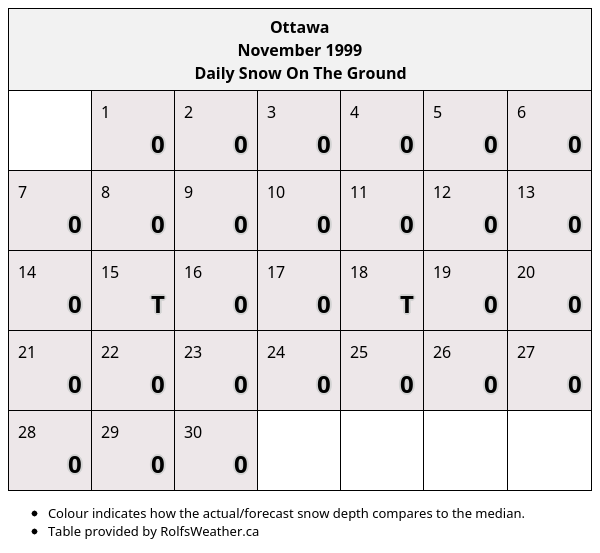 Ottawa
November 1999
Daily Snow On The Ground
1 2 3 4 5 6
0 0 0 0 0 0
7 8 9 10 11 12 13
0 0 0 0 0 0 0
14 15 16 17 18 19 20
0 T 0 0 T 0 0
21 22 23 24 25 26 27
0 0 0 0 0 0 0
28 29 30
0 0 0
• Colour indicates how the actual/forecast snow depth compares to the median.
• Table provided by RolfsWeather.ca